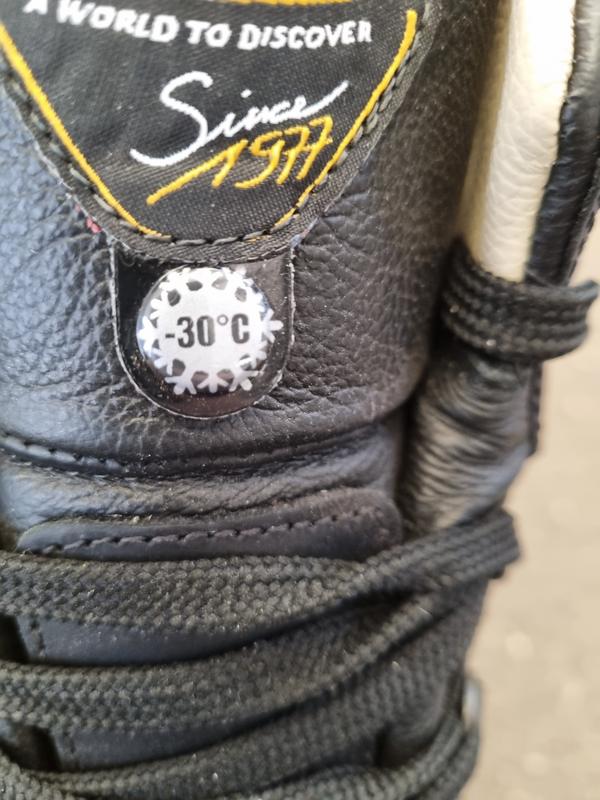 A WORLD TO DISCOVER
Since
1977
-30°C